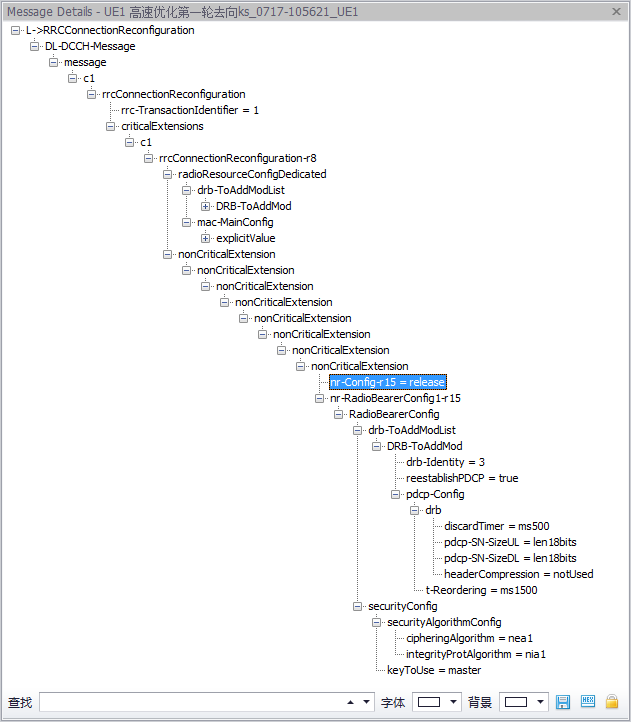 Message Details - UE1 高速优化第一轮去向ks_0717-105621_UE1
L->RRCConnectionReconfiguration
DL-DCCH-Message
message
c1
rrcConnectionReconfiguration
rrc-TransactionIdentifier = 1
criticalExtensions
c1
rrcConnectionReconfiguration-r8
radioResourceConfigDedicated
drb-ToAddModList
DRB-ToAddMod
mac-MainConfig
explicitValue
nonCriticalExtension
nonCriticalExtension
nonCriticalExtension
nonCriticalExtension
nonCriticalExtension
nonCriticalExtension
nonCriticalExtension
nonCriticalExtension
nr-Config-r15 = release
nr-RadioBearerConfig1-r15
RadioBearerConfig
drb-ToAddModList
DRB-ToAddMod
drb-Identity = 3
reestablishPDCP = true
pdcp-Config
drb
discardTimer = ms500
pdcp-SN-SizeUL = len18bits
pdcp-SN-SizeDL = len18bits
headerCompression = notUsed
t-Reordering = ms1500
securityConfig
securityAlgorithmConfig
cipheringAlgorithm = nea1
integrityProtAlgorithm = nia1
keyToUse = master
查找 字体 背景 HEX